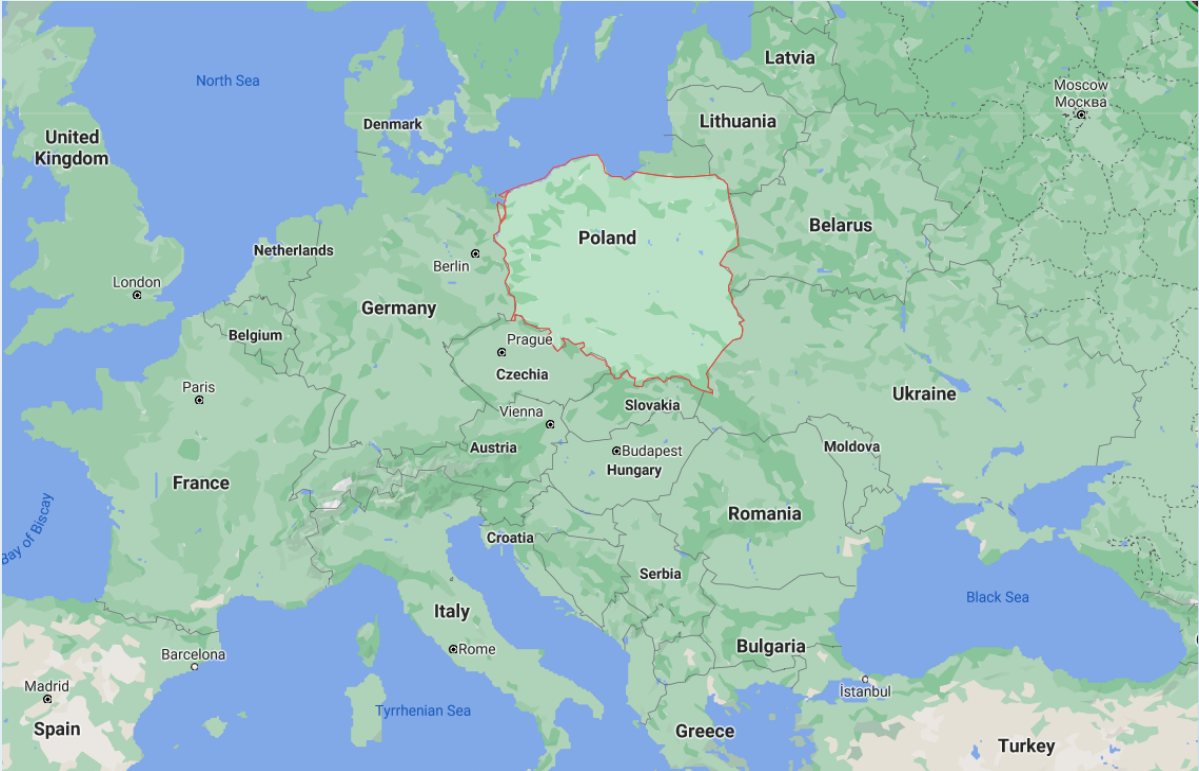 Latvia
Moscow
Москва
North Sea
Denmark
Lithuania
United
Kingdom
Belarus
Poland
Netherlands
Berlin
London
Germany
Belgium
Prague
Czechia
Paris
Ukraine
Slovakia
Vienna
Austria
Moldova
Budapest
Hungary
France
Romania
Bay of Biscay
Croatia
Serbia
Black Sea
Italy
Bulgaria
Rome
Barcelona
Madrid
İstanbul
Tyrrhenian Sea
Spain
Greece
Turkey